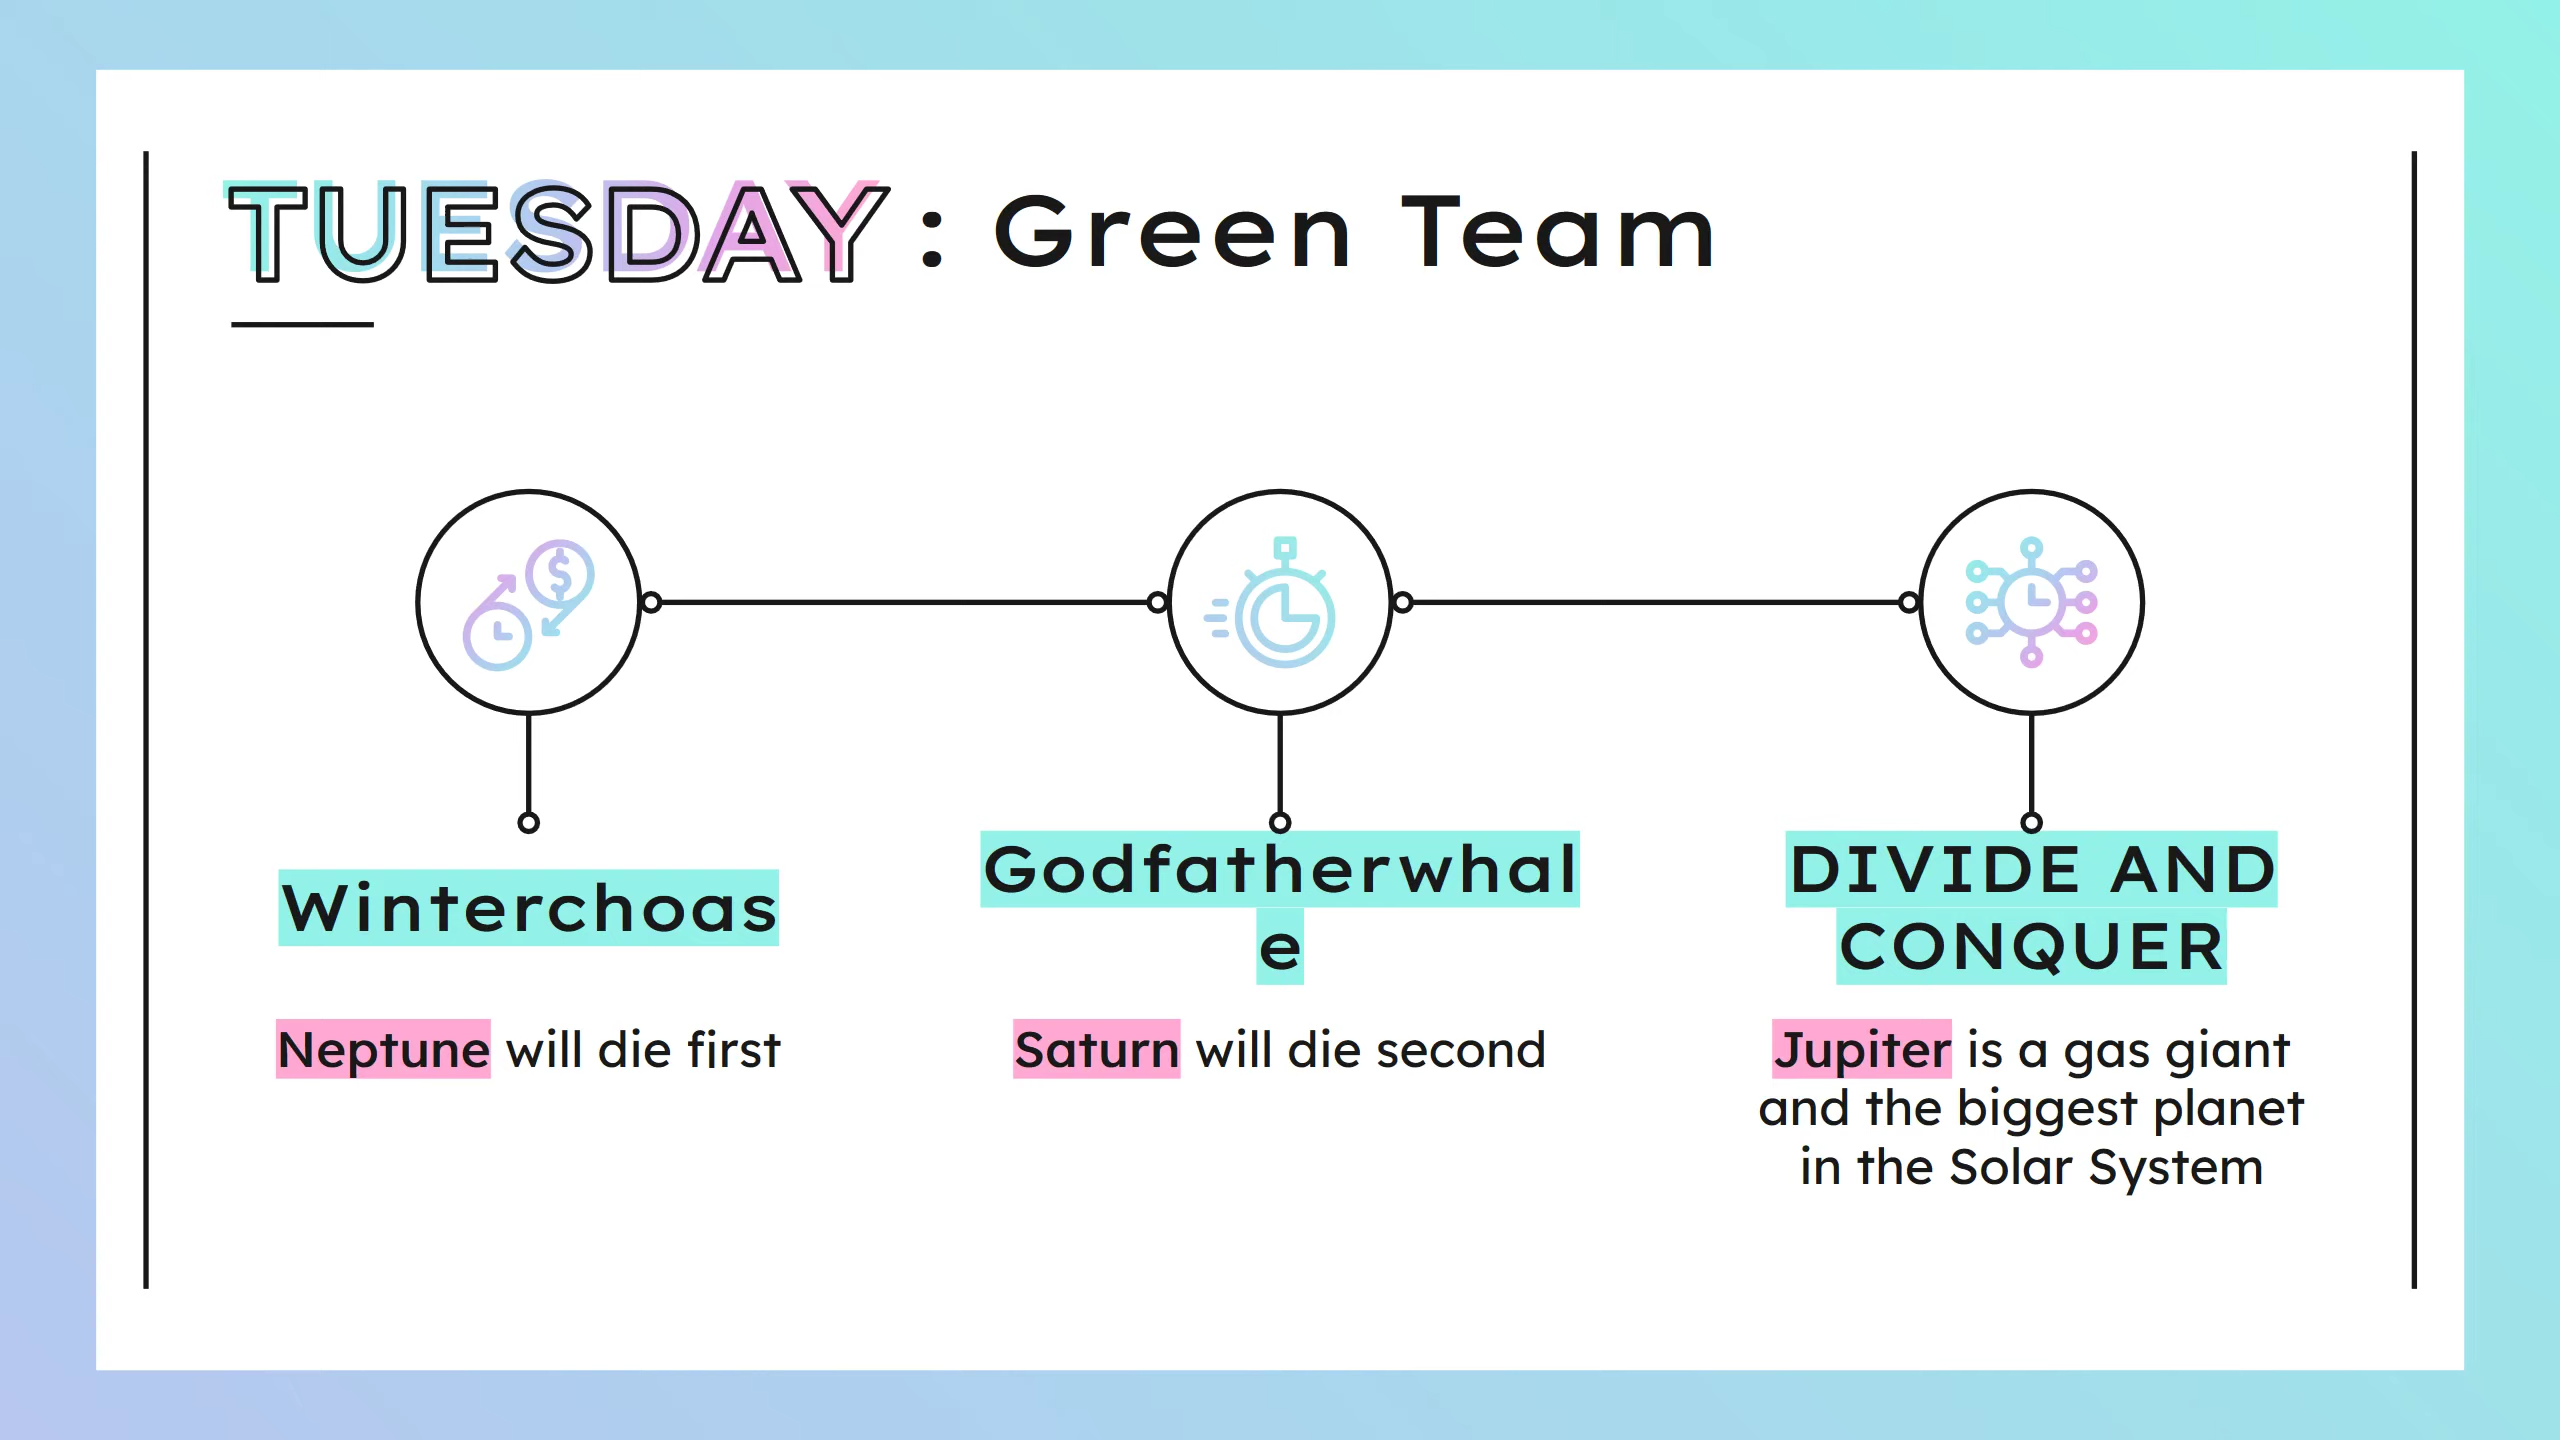 TUESDAY : Green Team
$
Winterchoas
Neptune will die first
Godfatherwhal
e
Saturn will die second
DIVIDE AND
CONQUER
Jupiter is a gas giant
and the biggest planet
in the Solar System